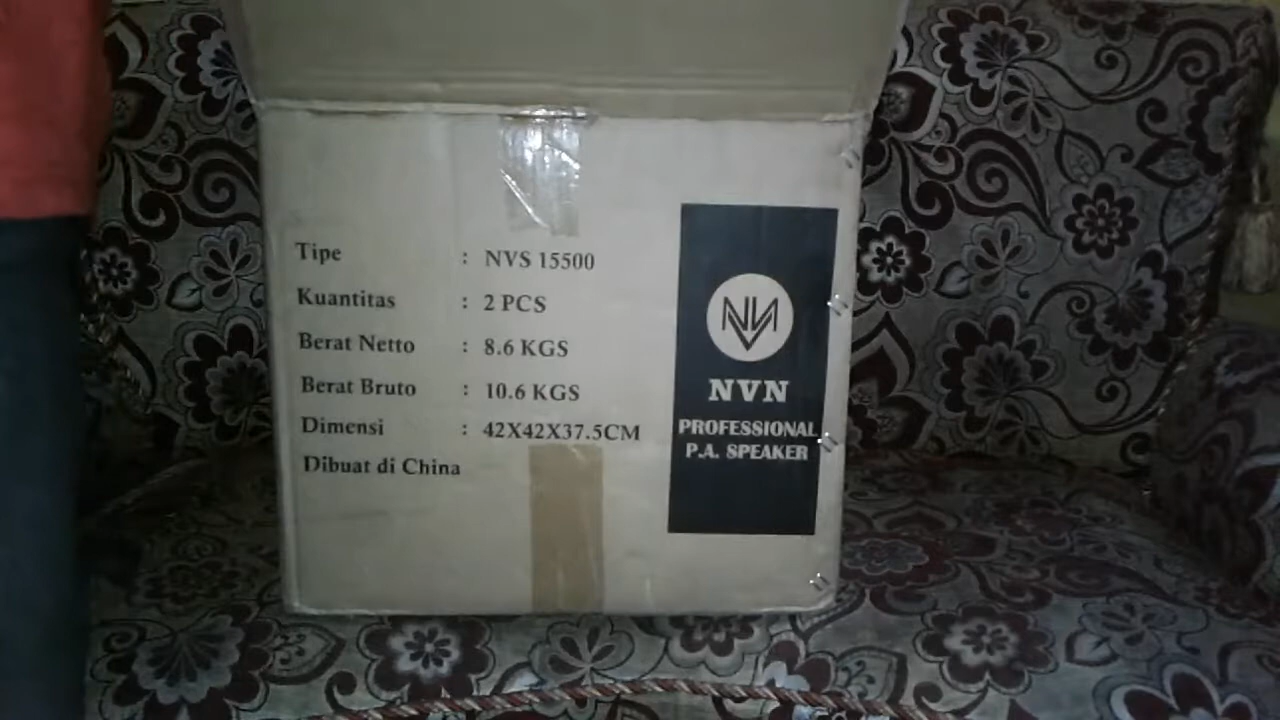 Tipe : NVS 15500
Kuantitas : 2 PCS
Berat Netto : 8.6 KGS
Berat Bruto : 10.6 KGS
Dimensi : 42X42X37.5CM
Dibuat di China
NVN
PROFESSIONAL
P.A. SPEAKER